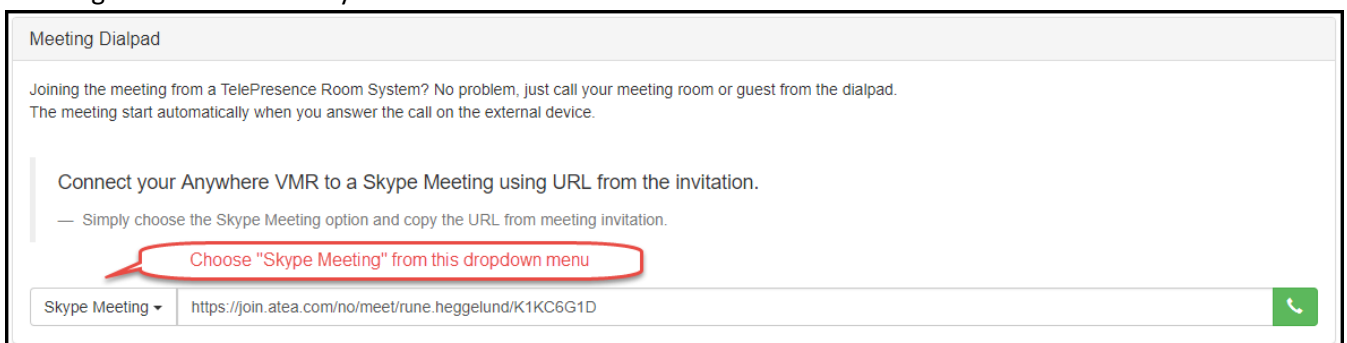 Meeting Dialpad
Joining the meeting from a TelePresence Room System? No problem, just call your meeting room or guest from the dialpad.
The meeting start automatically when you answer the call on the external device.
Connect your Anywhere VMR to a Skype Meeting using URL from the invitation.
— Simply choose the Skype Meeting option and copy the URL from meeting invitation.
Choose "Skype Meeting" from this dropdown menu
Skype Meeting https://join.atea.com/no/meet/rune.heggelund/K1KC6G1D